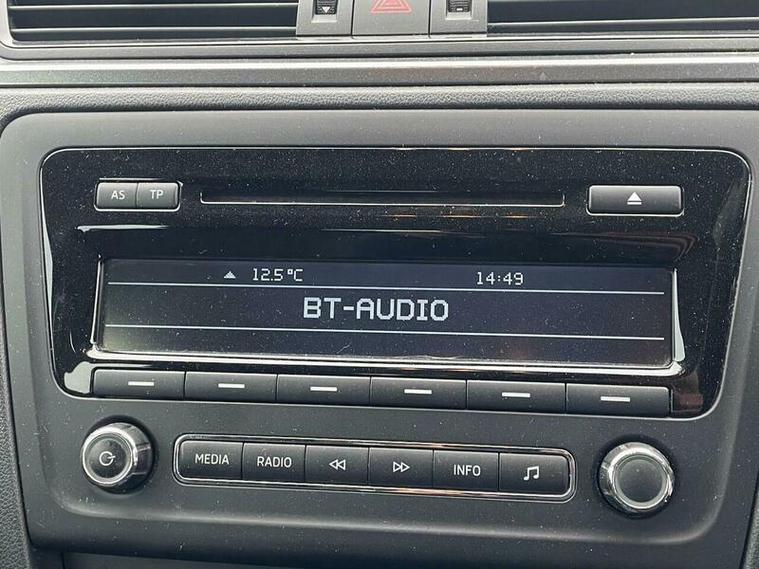 AS TP
12.5°C 14:49
BT-AUDIO
MEDIA RADIO INFO